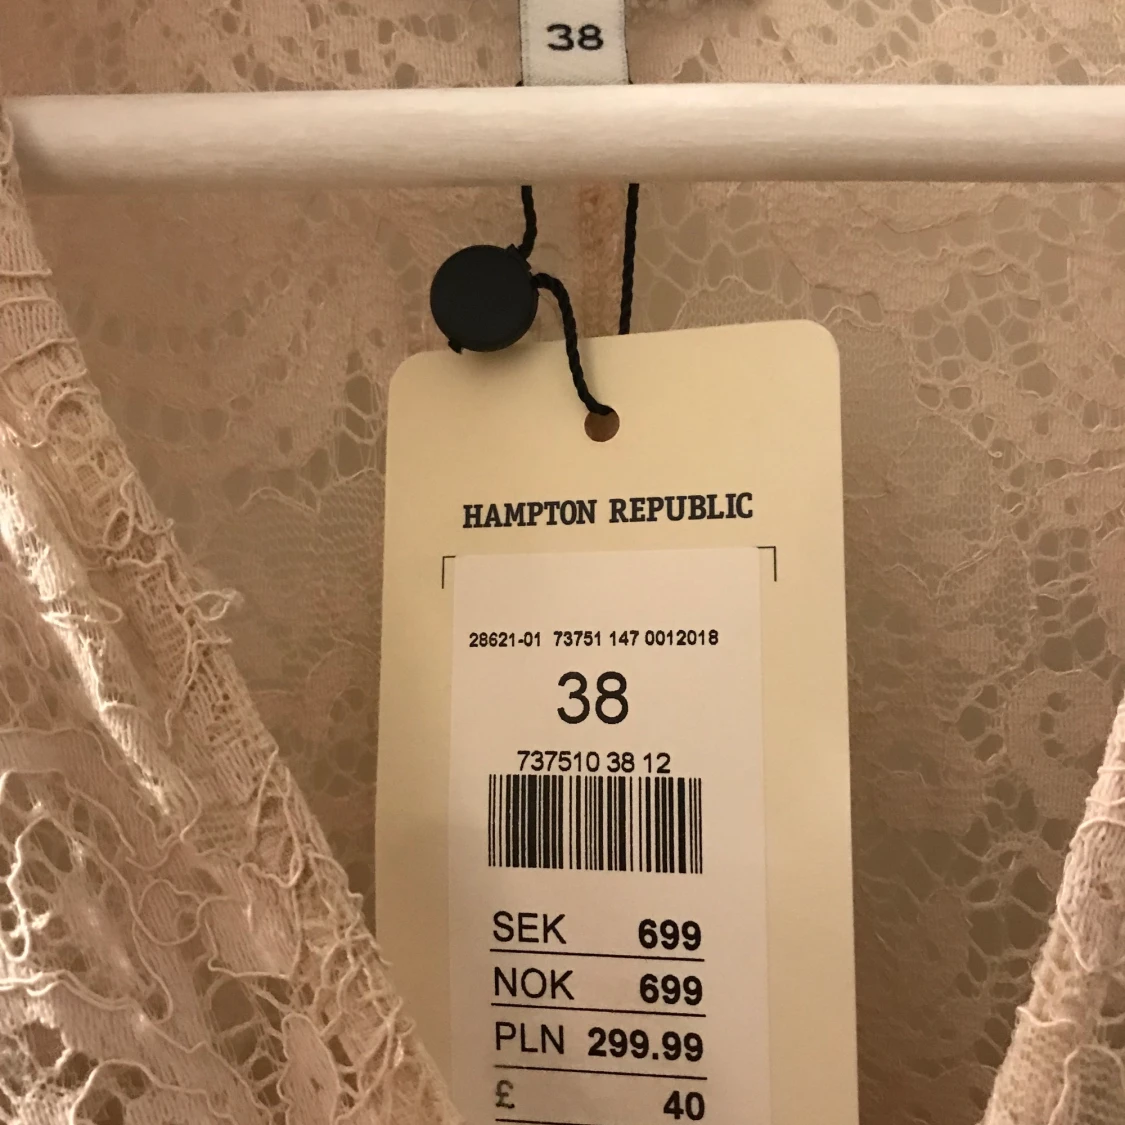 38
HAMPTON REPUBLIC
28621-01 73751 147 0012018
38
737510 38 12
SEK 699
NOK 699
PLN 299.99
£ 40